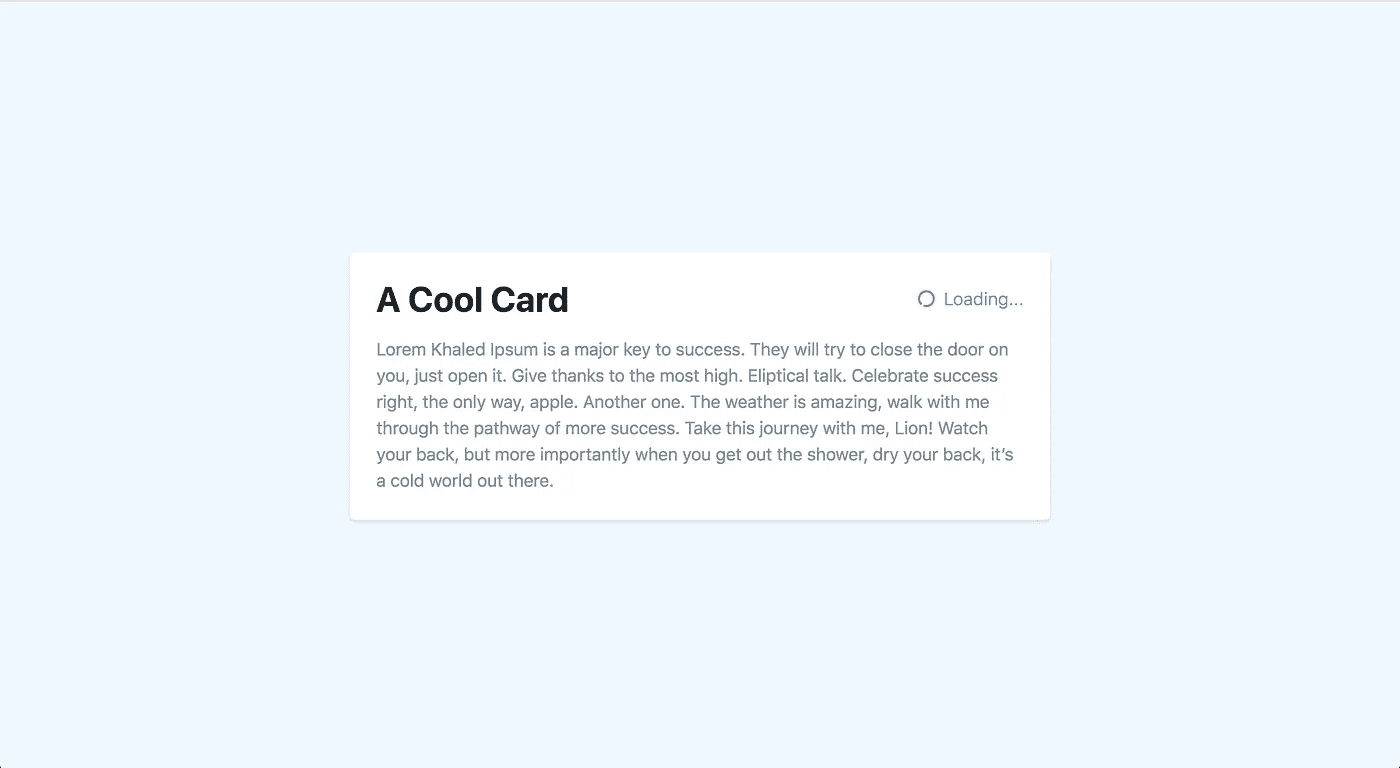 A Cool Card
Loading...
Lorem Khaled Ipsum is a major key to success. They will try to close the door on
you, just open it. Give thanks to the most high. Eliptical talk. Celebrate success
right, the only way, apple. Another one. The weather is amazing, walk with me
through the pathway of more success. Take this journey with me, Lion! Watch
your back, but more importantly when you get out the shower, dry your back, it’s
a cold world out there.